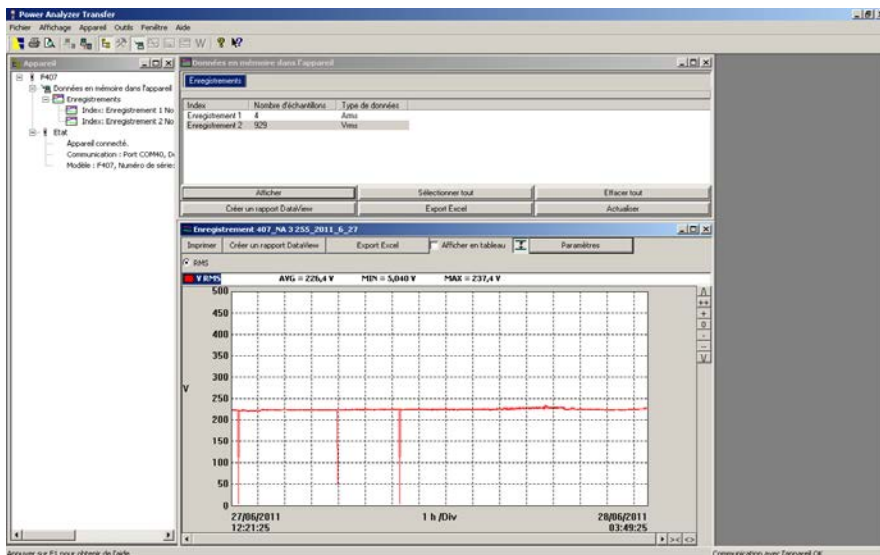 Power Analyzer Transfer
Fichier Affichage Appareil Outils Fenêtre Aide
Appareil
F407
Données en mémoire dans l'appareil
Enregistrements
Index: Enregistrement 1 No
Index: Enregistrement 2 No
Etat
Appareil connecté.
Communication : Port COM40,
Modèle : F407, Numéro de série:
Données en mémoire dans l'appareil
Enregistrements
Index Nombre d'échantillons Type de données
Enregistrement 1 4 Arms
Enregistrement 2 929 Vrms
Afficher Sélectionner tout Effacer tout
Créer un rapport DataView Export Excel Actualiser
Enregistrement 407_NA 3 255_2011_6_27
Imprimer Créer un rapport DataView Export Excel Afficher en tableau Paramètres
RMS
V RMS AVG = 226,4 V MIN = 5,040 V MAX = 237,4 V
500
450
400
350
300
V
250
200
150
100
50
0
27/06/2011 1 h /Div 28/06/2011
12:21:25 03:49:25
Appuyer sur F1 pour obtenir de l'aide. Communication avec l'appareil OK